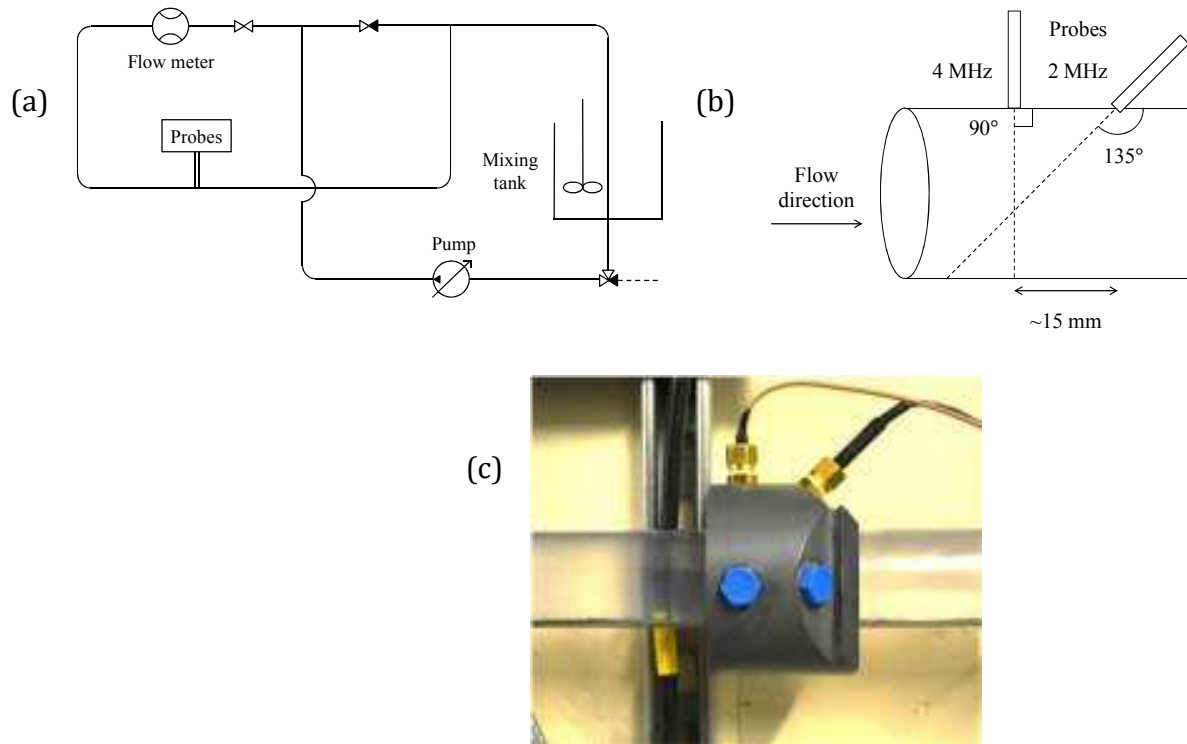 (a)
Flow meter
Probes
Mixing
tank
Pump
(b)
Probes
4 MHz
2 MHz
90°
135°
Flow
direction
~15 mm
(c)